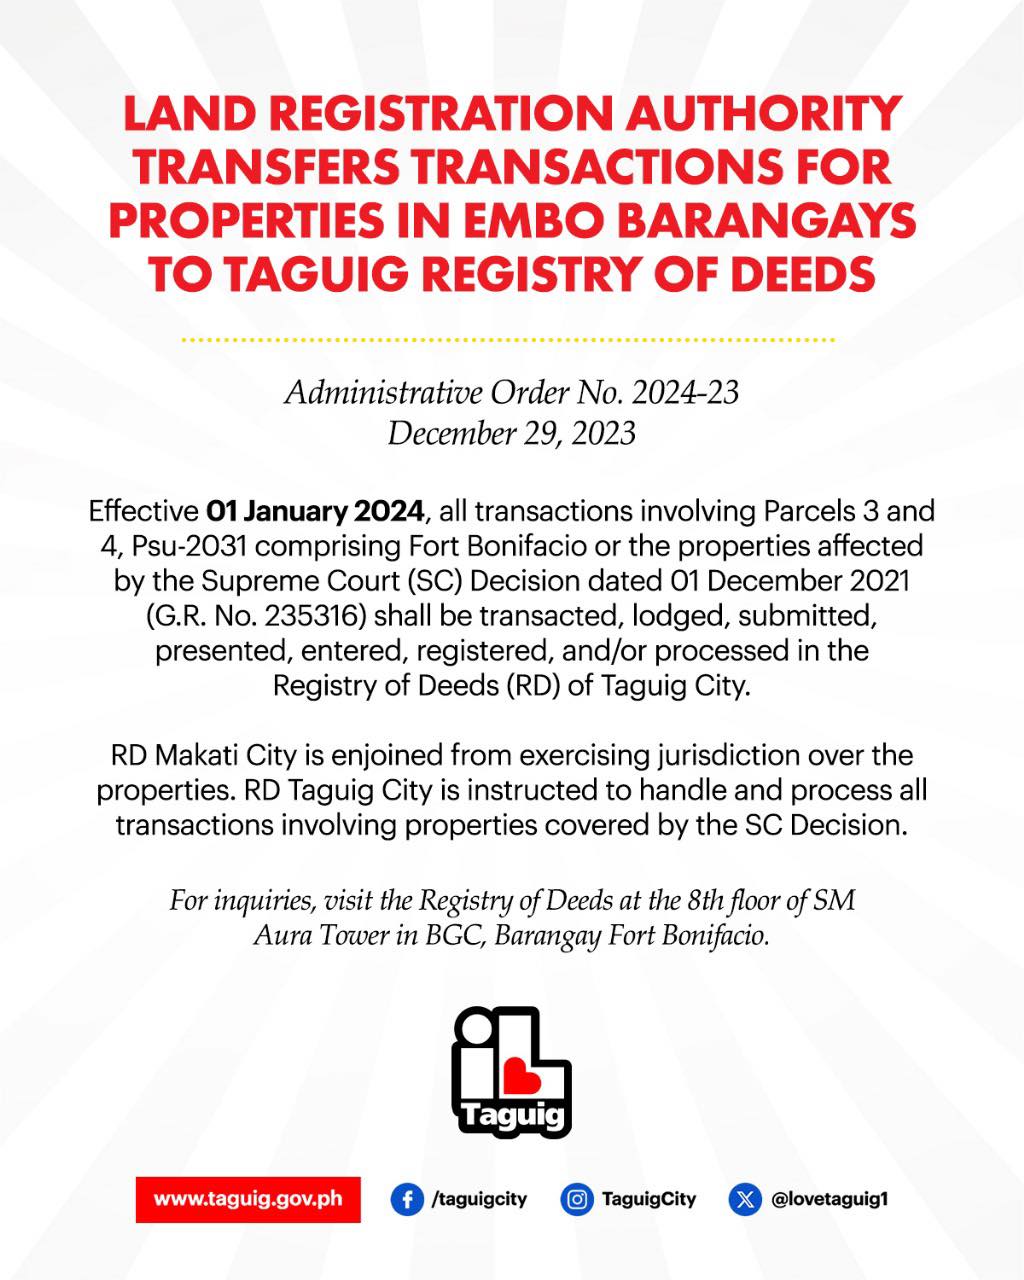 LAND REGISTRATION AUTHORITY
TRANSFERS TRANSACTIONS FOR
PROPERTIES IN EMBO BARANGAYS
TO TAGUIG REGISTRY OF DEEDS
Administrative Order No. 2024-23
December 29, 2023
Effective 01 January 2024, all transactions involving Parcels 3 and
4, Psu-2031 comprising Fort Bonifacio or the properties affected
by the Supreme Court (SC) Decision dated 01 December 2021
(G.R. No. 235316) shall be transacted, lodged, submitted,
presented, entered, registered, and/or processed in the
Registry of Deeds (RD) of Taguig City.
RD Makati City is enjoined from exercising jurisdiction over the
properties. RD Taguig City is instructed to handle and process all
transactions involving properties covered by the SC Decision.
For inquiries, visit the Registry of Deeds at the 8th floor of SM
Aura Tower in BGC, Barangay Fort Bonifacio.
iL
Taguig
www.taguig.gov.ph /taguigcity TaguigCity @lovetaguig1